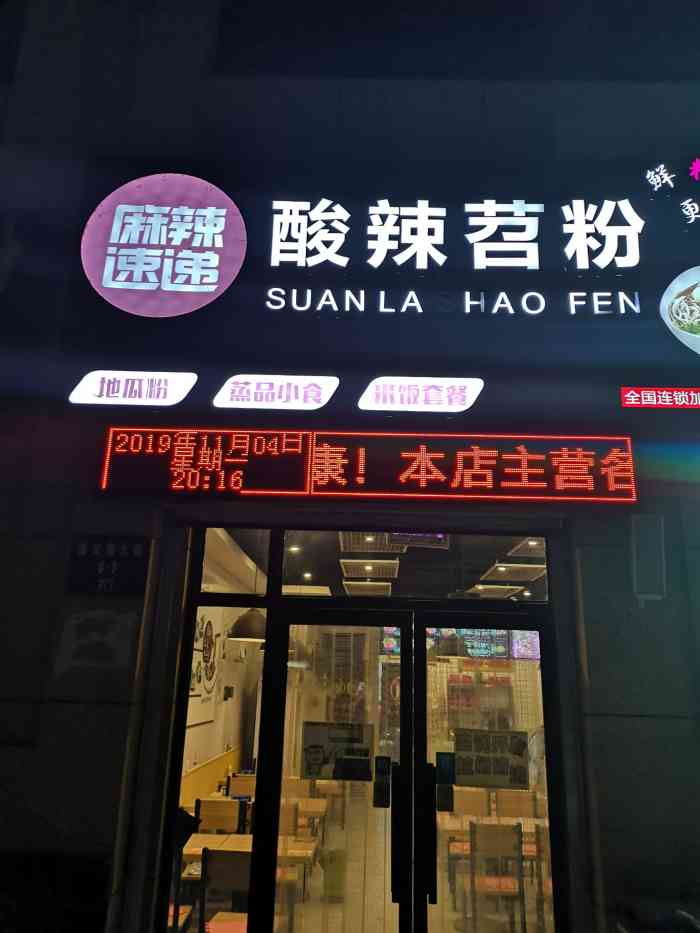 麻辣
速递
酸辣苕粉
SUAN LA SHAO FEN
鲜
更
地瓜粉
蒸品小食
米饭套餐
全国连锁加
2019年11月04日
星期一
20:16
康！本店主营名